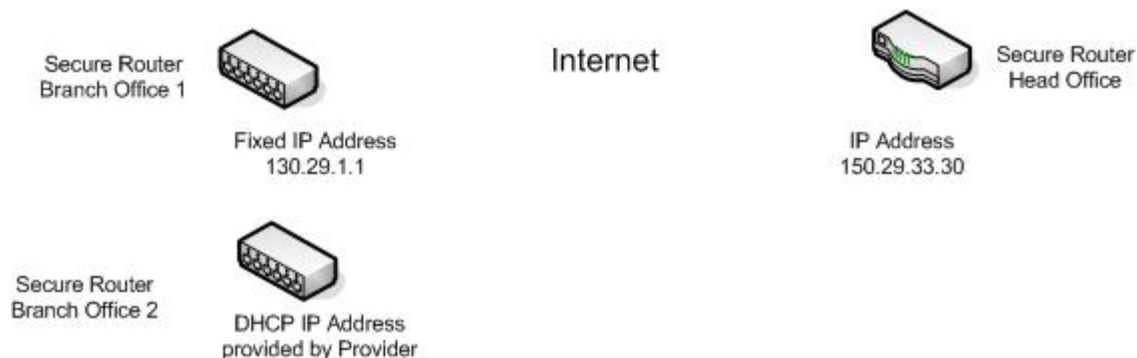 Secure Router
Branch Office 1
Fixed IP Address
130.29.1.1
Internet
Secure Router
Head Office
IP Address
150.29.33.30
Secure Router
Branch Office 2
DHCP IP Address
provided by Provider